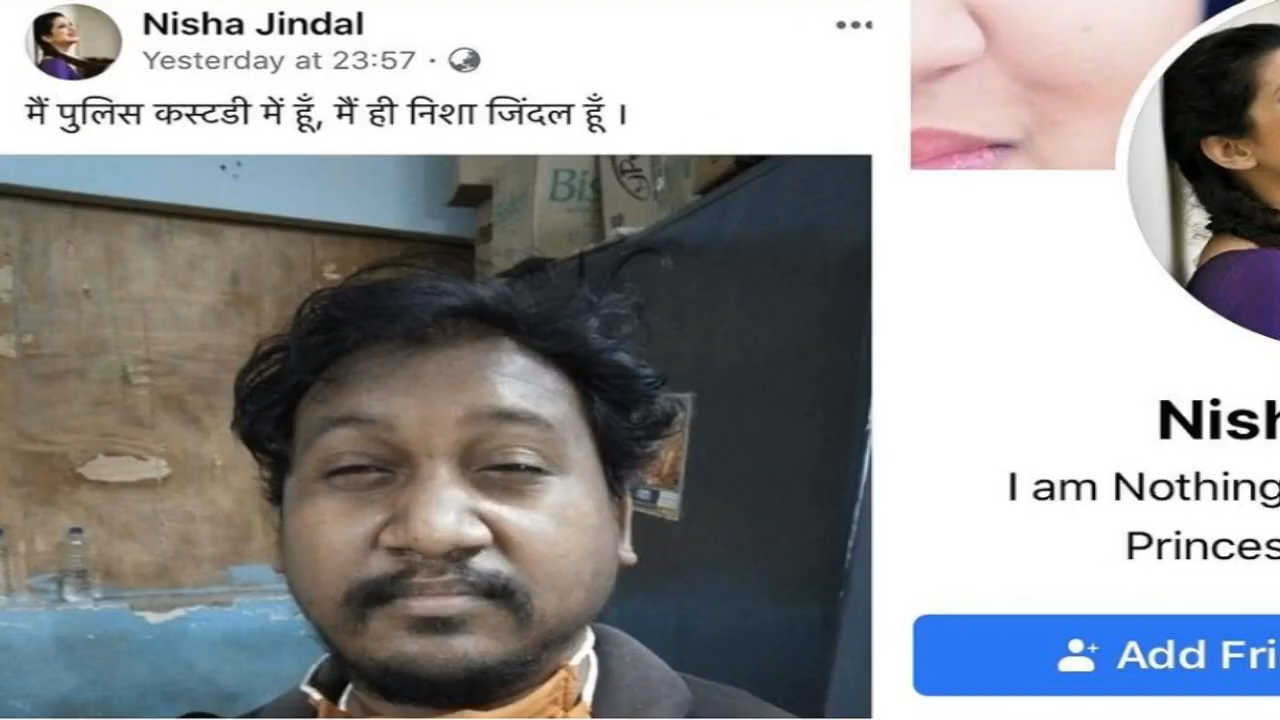 Nisha Jindal
Yesterday at 23:57 ·
मैं पुलिस कस्टडी में हूँ, मैं ही निशा जिंदल हूँ ।
Bis
Nish
I am Nothing
Princes
Add Fri